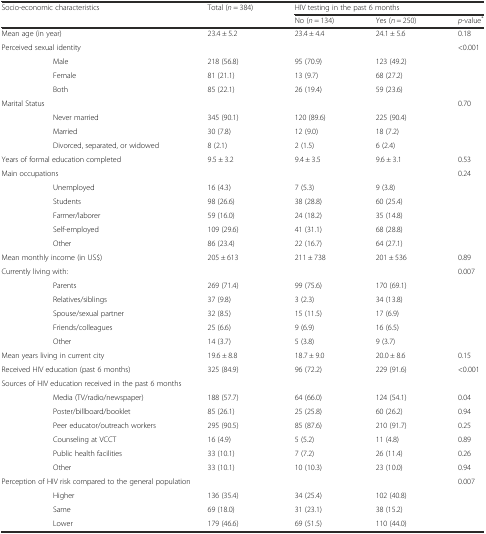 Socio-economic characteristics Total (n = 384) HIV testing in the past 6 months
No (n = 134) Yes (n = 250) p-value*
Mean age (in year) 23.4 ± 5.2 23.4 ± 4.4 24.1 ± 5.6 0.18
Perceived sexual identity <0.001
Male 218 (56.8) 95 (70.9) 123 (49.2)
Female 81 (21.1) 13 (9.7) 68 (27.2)
Both 85 (22.1) 26 (19.4) 59 (23.6)
Marital Status 0.70
Never married 345 (90.1) 120 (89.6) 225 (90.4)
Married 30 (7.8) 12 (9.0) 18 (7.2)
Divorced, separated, or widowed 8 (2.1) 2 (1.5) 6 (2.4)
Years of formal education completed 9.5 ± 3.2 9.4 ± 3.5 9.6 ± 3.1 0.53
Main occupations 0.24
Unemployed 16 (4.3) 7 (5.3) 9 (3.8)
Students 98 (26.6) 38 (28.8) 60 (25.4)
Farmer/laborer 59 (16.0) 24 (18.2) 35 (14.8)
Self-employed 109 (29.6) 41 (31.1) 68 (28.8)
Other 86 (23.4) 22 (16.7) 64 (27.1)
Mean monthly income (in US$) 205 ± 613 211 ± 738 201 ± 536 0.89
Currently living with: 0.007
Parents 269 (71.4) 99 (75.6) 170 (69.1)
Relatives/siblings 37 (9.8) 3 (2.3) 34 (13.8)
Spouse/sexual partner 32 (8.5) 15 (11.5) 17 (6.9)
Friends/colleagues 25 (6.6) 9 (6.9) 16 (6.5)
Other 14 (3.7) 5 (3.8) 9 (3.7)
Mean years living in current city 19.6 ± 8.8 18.7 ± 9.0 20.0 ± 8.6 0.15
Received HIV education (past 6 months) 325 (84.9) 96 (72.2) 229 (91.6) <0.001
Sources of HIV education received in the past 6 months
Media (TV/radio/newspaper) 188 (57.7) 64 (66.0) 124 (54.1) 0.04
Poster/billboard/booklet 85 (26.1) 25 (25.8) 60 (26.2) 0.94
Peer educator/outreach workers 295 (90.5) 85 (87.6) 210 (91.7) 0.25
Counseling at VCCT 16 (4.9) 5 (5.2) 11 (4.8) 0.89
Public health facilities 33 (10.1) 7 (7.2) 26 (11.4) 0.26
Other 33 (10.1) 10 (10.3) 23 (10.0) 0.94
Perception of HIV risk compared to the general population 0.007
Higher 136 (35.4) 34 (25.4) 102 (40.8)
Same 69 (18.0) 31 (23.1) 38 (15.2)
Lower 179 (46.6) 69 (51.5) 110 (44.0)